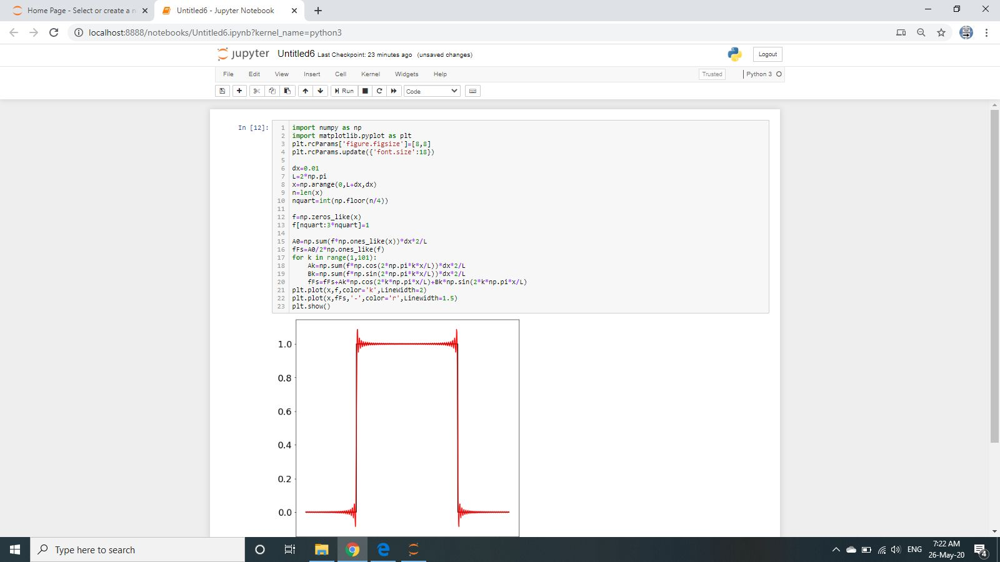 Home Page - Select or create a n
Untitled6 - Jupyter Notebook
localhost:8888/notebooks/Untitled6.ipynb?kernel_name=python3
jupyter Untitled6 Last Checkpoint: 23 minutes ago (unsaved changes)
Logout
File Edit View Insert Cell Kernel Widgets Help
Trusted
Python 3
Run
Code
In [12]:
1 import numpy as np
2 import matplotlib.pyplot as plt
3 plt.rcParams['figure.figsize']=[8,8]
4 plt.rcParams.update({'font.size':18})
5
6 dx=0.01
7 L=2*np.pi
8 x=np.arange(0,L+dx,dx)
9 n=len(x)
10 nquart=int(np.floor(n/4))
11
12 f=np.zeros_like(x)
13 f[nquart:3*nquart]=1
14
15 A0=np.sum(f*np.ones_like(x))*dx*2/L
16 fFs=A0/2*np.ones_like(f)
17 for k in range(1,101):
18 Ak=np.sum(f*np.cos(2*np.pi*k*x/L))*dx*2/L
19 Bk=np.sum(f*np.sin(2*np.pi*k*x/L))*dx*2/L
20 fFs=fFs+Ak*np.cos(2*k*np.pi*x/L)+Bk*np.sin(2*k*np.pi*x/L)
21 plt.plot(x,f,color='k',LineWidth=2)
22 plt.plot(x,fFs,'-',color='r',Linewidth=1.5)
23 plt.show()
1.0
0.8
0.6
0.4
0.2
0.0
Type here to search
ENG
7:22 AM
26-May-20
4